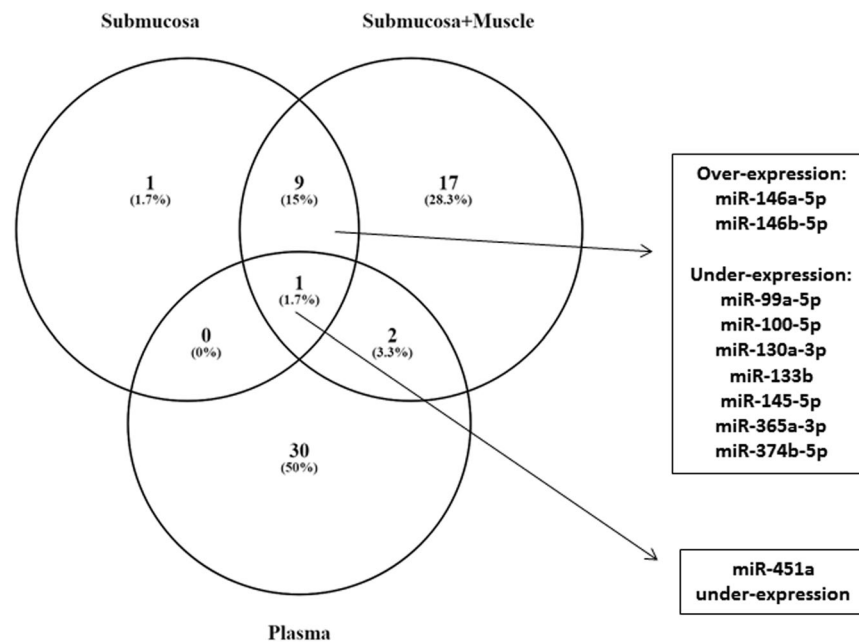 Submucosa
Submucosa+Muscle
1
(1.7%)
9
(15%)
17
(28.3%)
1
(1.7%)
0
(0%)
2
(3.3%)
30
(50%)
Plasma
Over-expression:
miR-146a-5p
miR-146b-5p
Under-expression:
miR-99a-5p
miR-100-5p
miR-130a-3p
miR-133b
miR-145-5p
miR-365a-3p
miR-374b-5p
miR-451a
under-expression